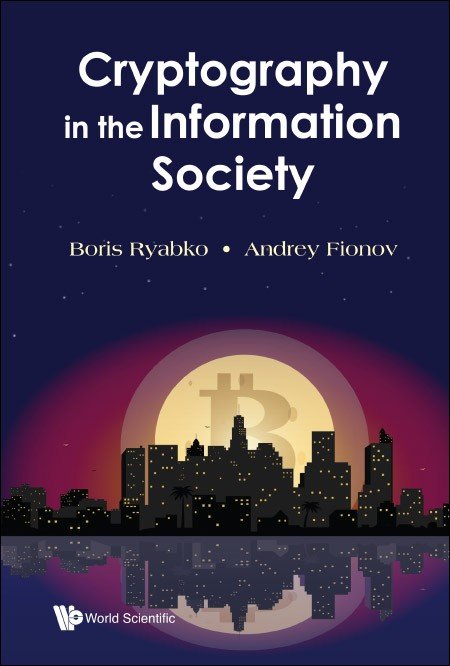 Cryptography
in the Information
Society
Boris Ryabko • Andrey Fionov
World Scientific